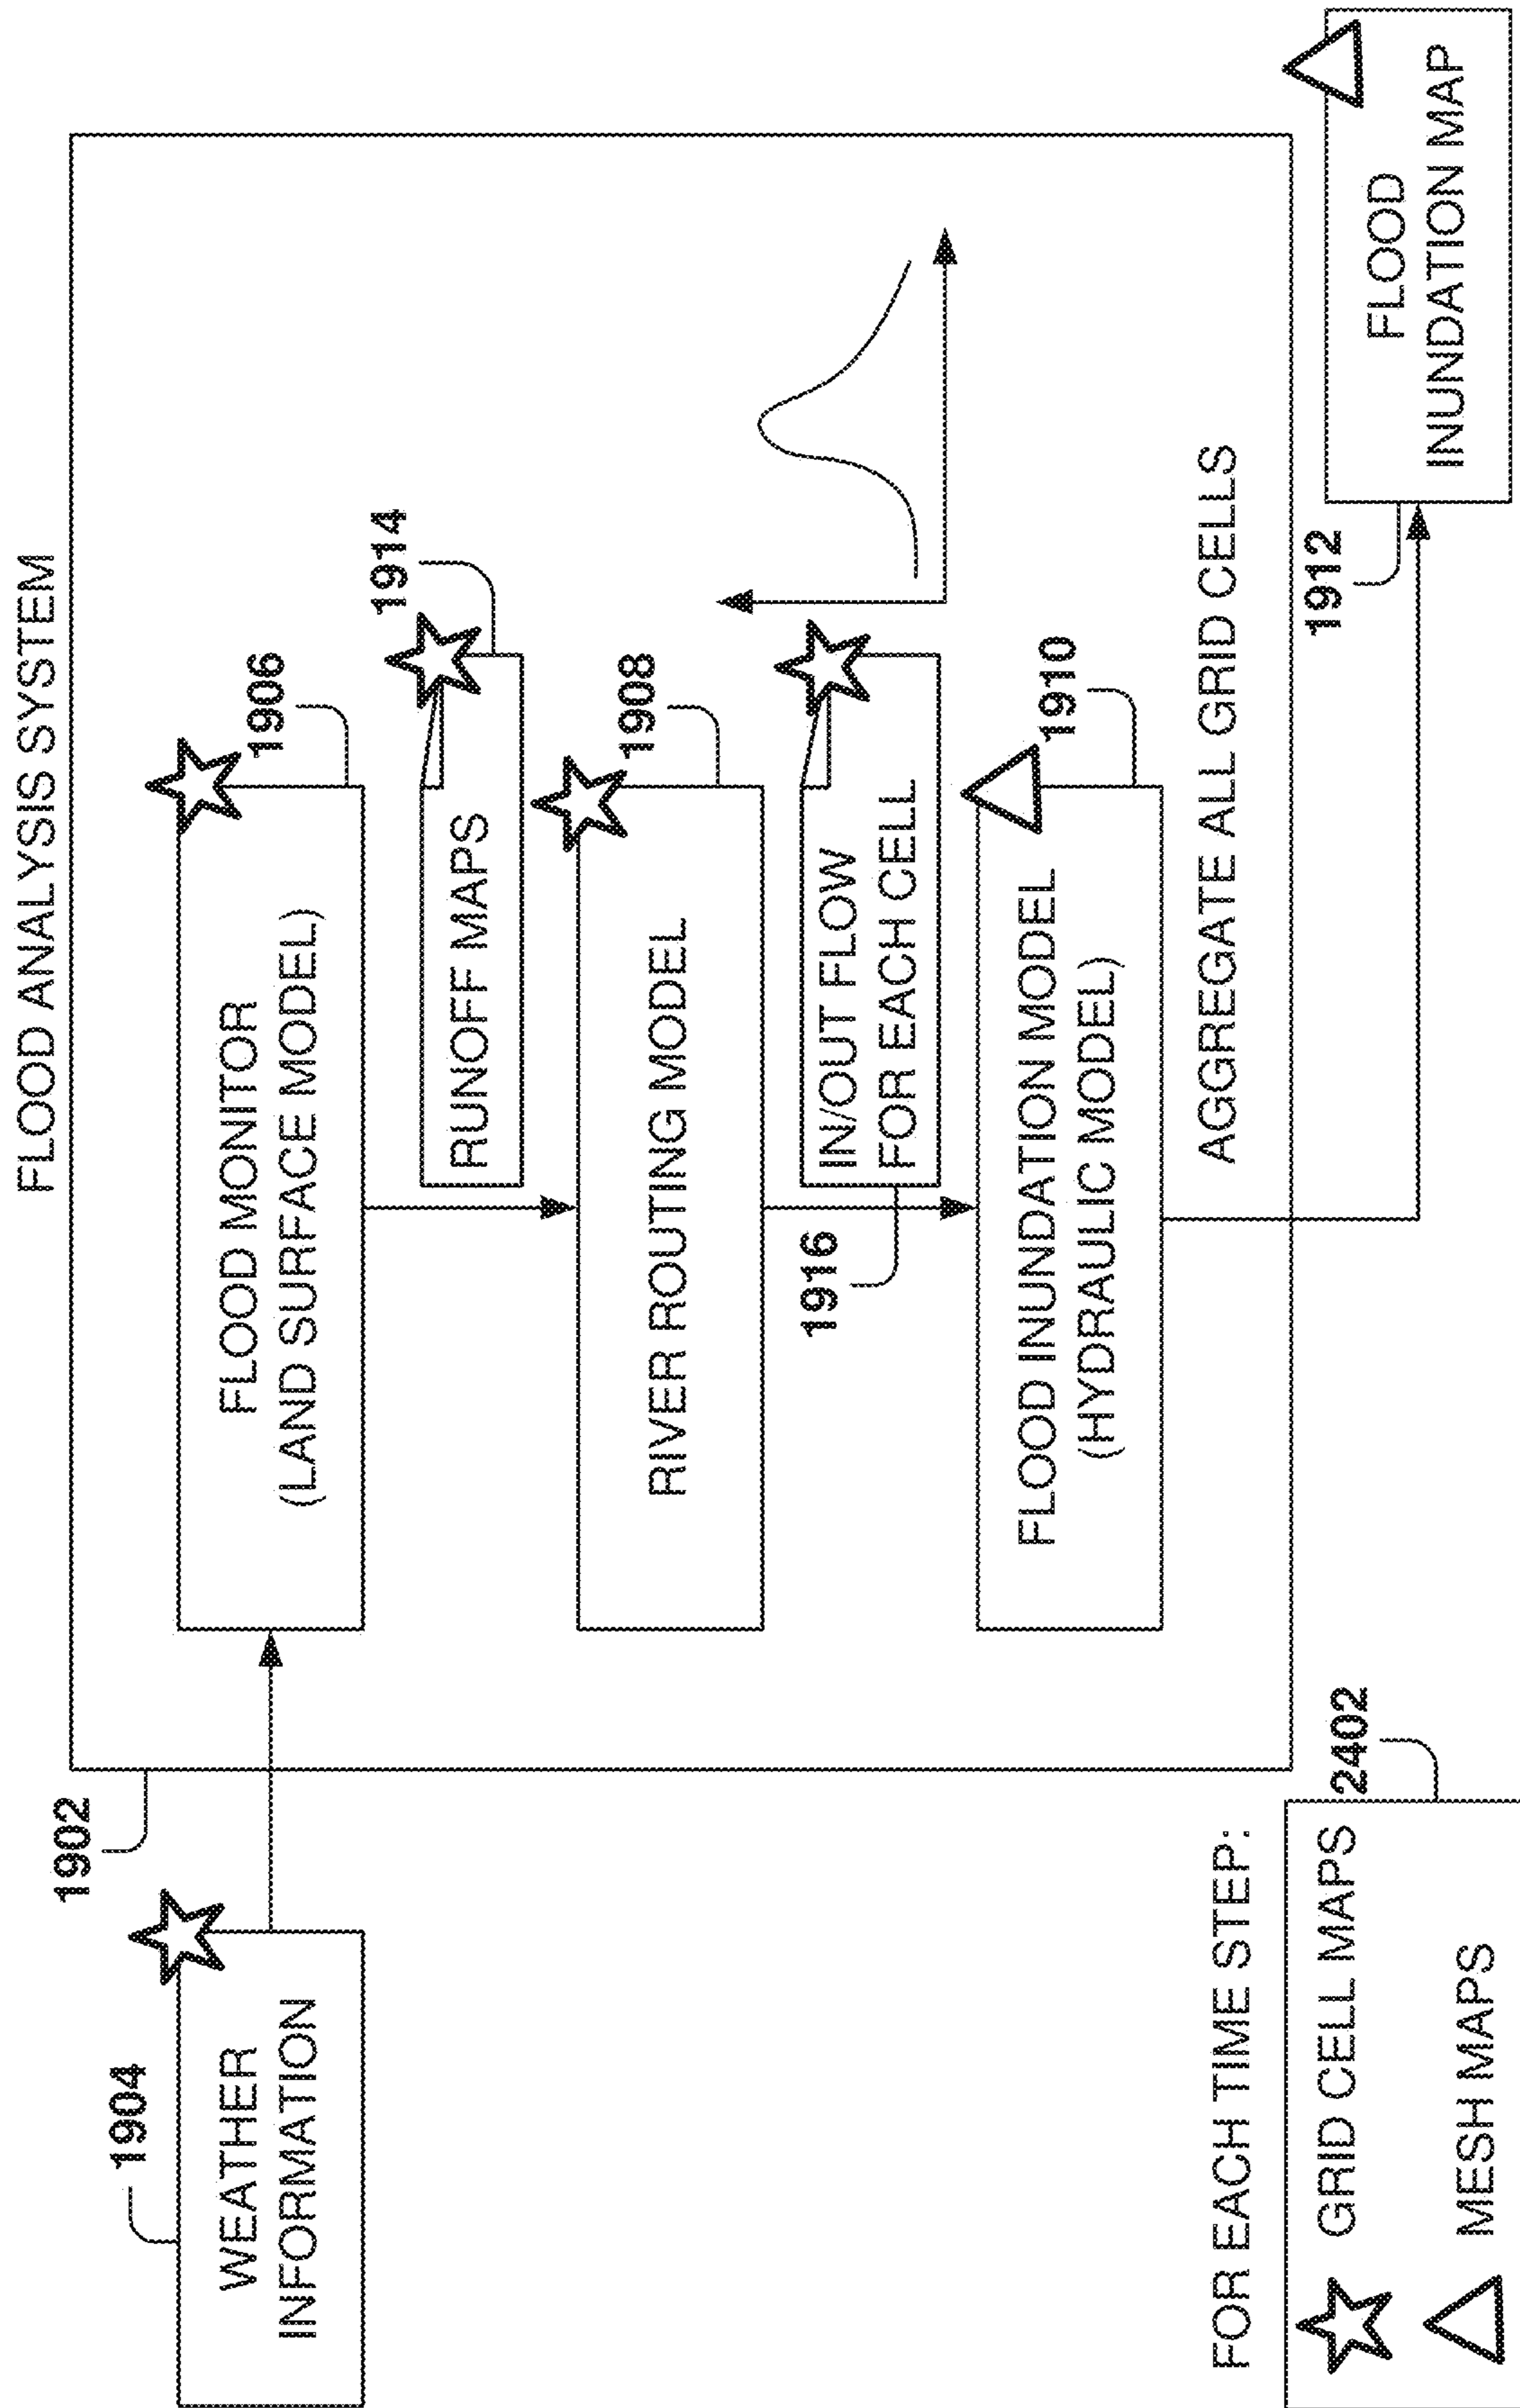 FLOOD ANALYSIS SYSTEM
1902
1904
WEATHER
INFORMATION
FLOOD MONITOR
(LAND SURFACE MODEL)
1906
RUNOFF MAPS
1914
RIVER ROUTING MODEL
1908
IN/OUT FLOW
FOR EACH CELL
1916
FLOOD INUNDATION MODEL
(HYDRAULIC MODEL)
1910
AGGREGATE ALL GRID CELLS
1912
FLOOD
INUNDATION MAP
FOR EACH TIME STEP:
GRID CELL MAPS
MESH MAPS
2402